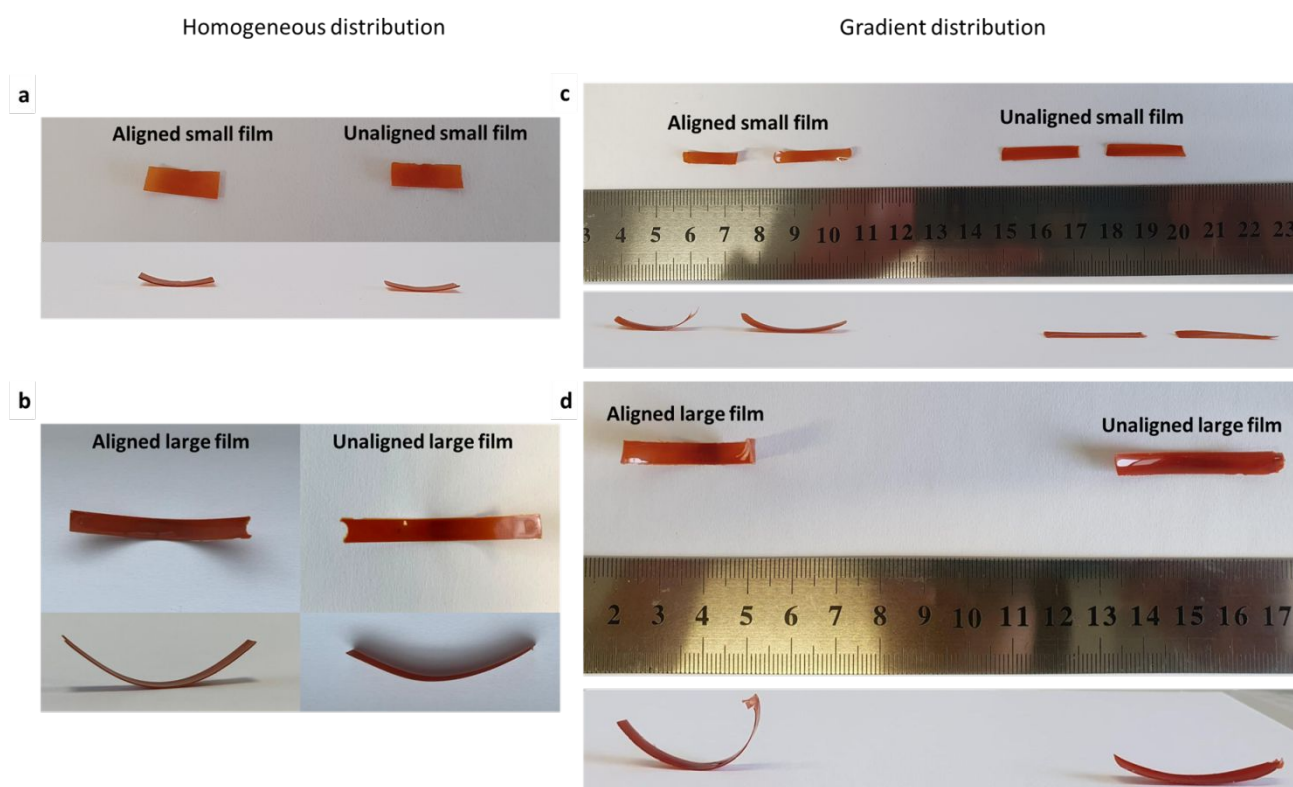 Homogeneous distribution
Gradient distribution
a
Aligned small film
Unaligned small film
b
Aligned large film
Unaligned large film
c
Aligned small film
Unaligned small film
3 4 5 6 7 8 9 10 11 12 13 14 15 16 17 18 19 20 21 22 23
d
Aligned large film
Unaligned large film
2 3 4 5 6 7 8 9 10 11 12 13 14 15 16 17